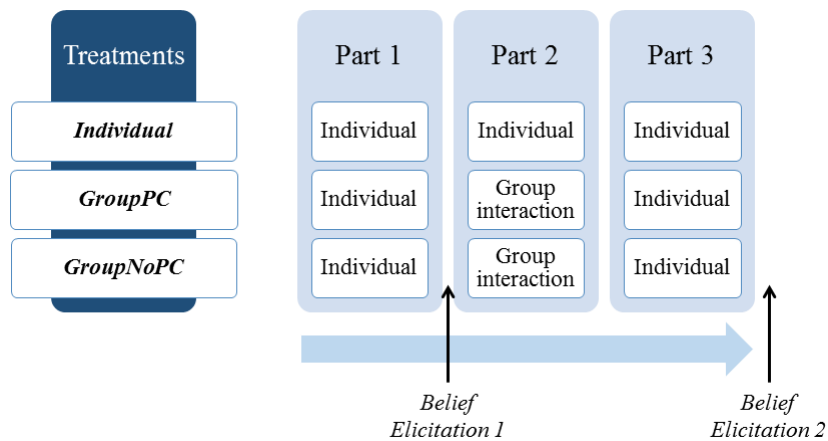 Treatments
Part 1
Part 2
Part 3
Individual
Individual
Individual
Individual
GroupPC
Individual
Group
interaction
Individual
GroupNoPC
Individual
Group
interaction
Individual
Belief
Elicitation 1
Belief
Elicitation 2